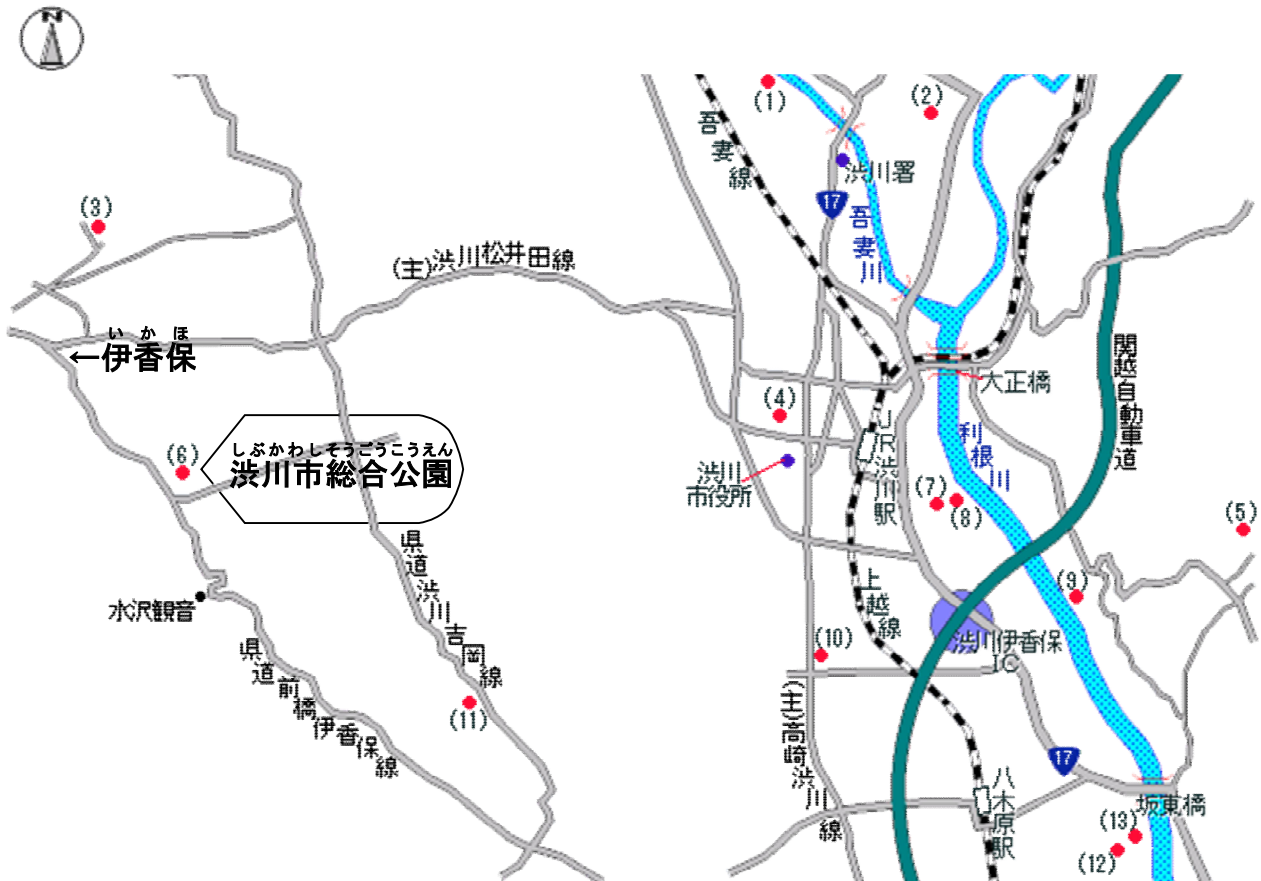 N
(1)
(2)
吾妻線
渋川署
17
吾妻川
(3)
(主)渋川松井田線
いかほ
←伊香保
関越自動車道
大正橋
(4)
JR渋川駅
利根川
しぶかわしそうごうこうえん
渋川市総合公園
(6)
渋川
市役所
(7)
(8)
(5)
県道渋川吉岡線
水沢観音
上越線
(9)
渋川伊香保
IC
(10)
県道前橋伊香保線
(11)
(主)高崎渋川線
17
八木原駅
坂東橋
(13)
(12)